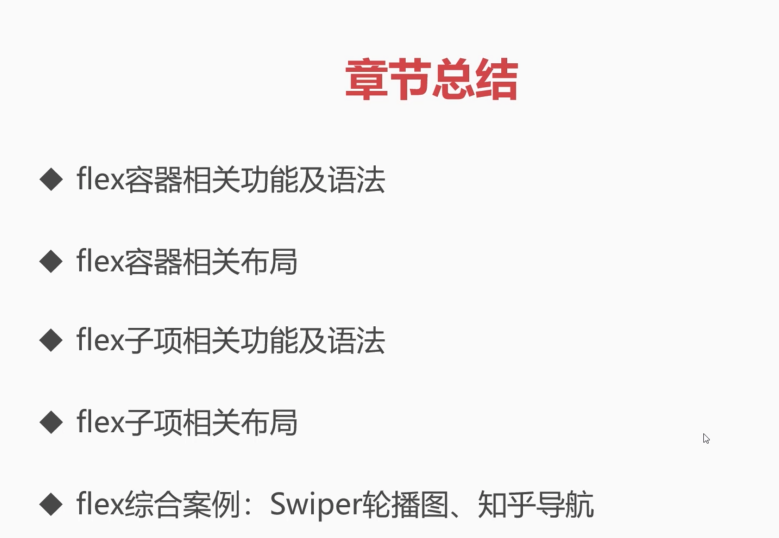 章节总结
◆ flex容器相关功能及语法
◆ flex容器相关布局
◆ flex子项相关功能及语法
◆ flex子项相关布局
◆ flex综合案例：Swiper轮播图、知乎导航